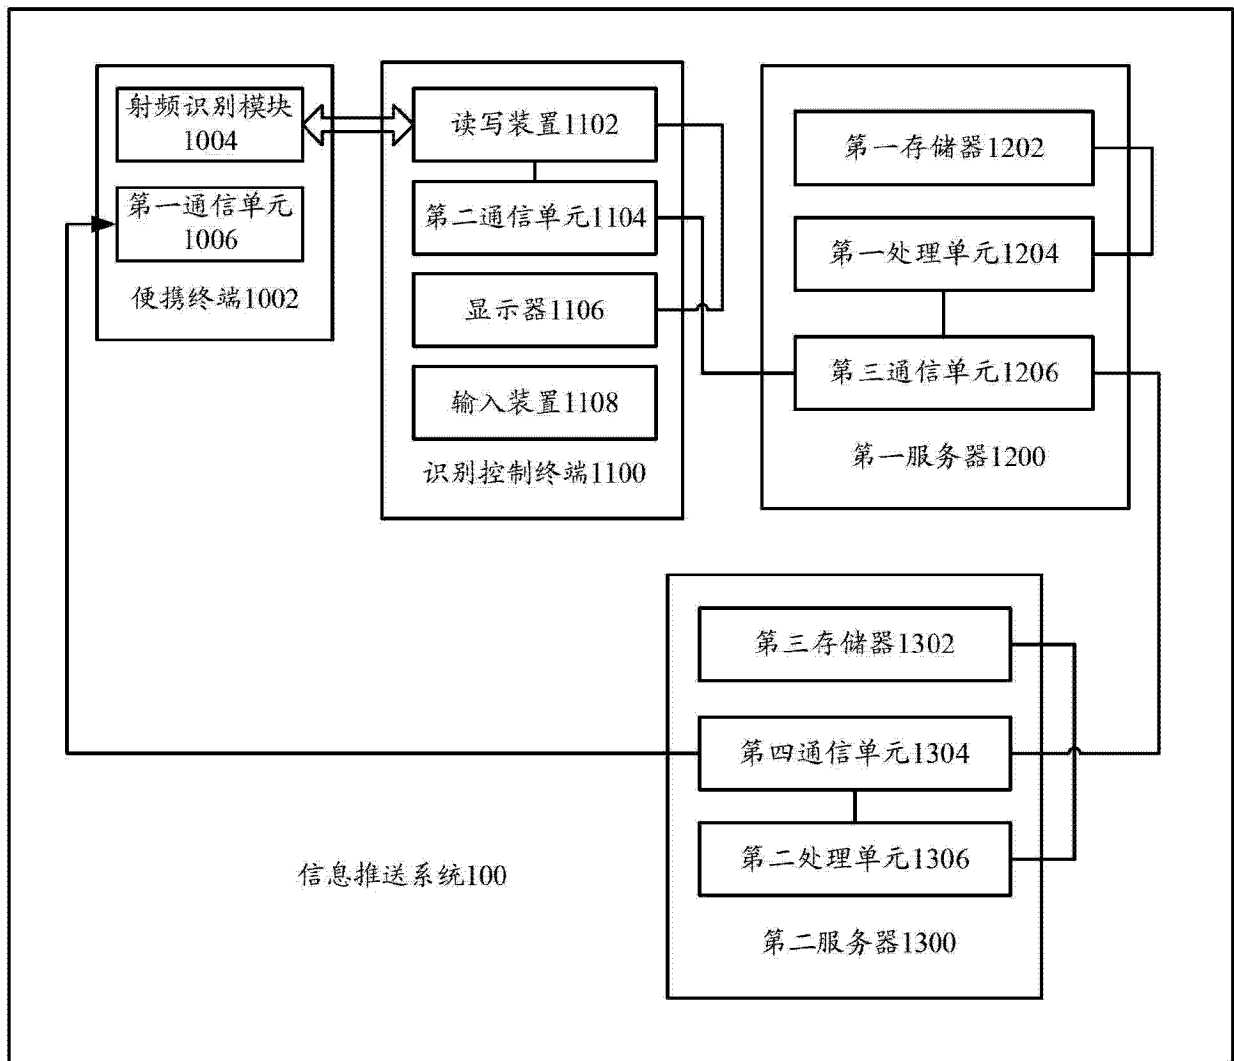 射频识别模块
1004
第一通信单元
1006
便携终端1002
读写装置1102
第二通信单元1104
显示器1106
输入装置1108
识别控制终端1100
第一存储器1202
第一处理单元1204
第三通信单元1206
第一服务器1200
第三存储器1302
第四通信单元1304
第二处理单元1306
第二服务器1300
信息推送系统100